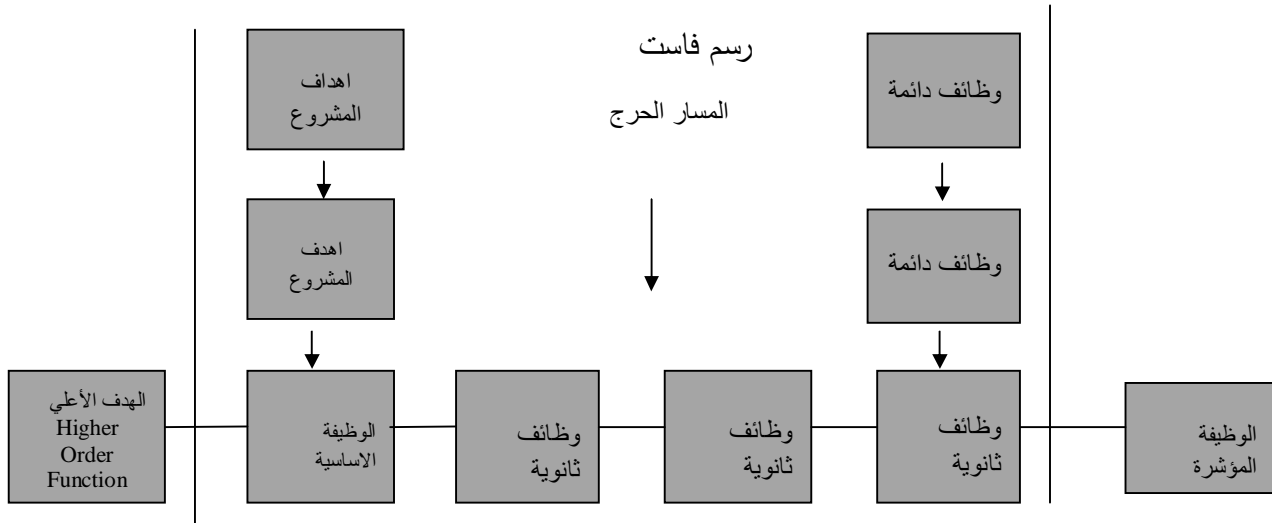 رسم فاست
المسار الحرج
وظائف دائمة
اهداف
المشروع
وظائف دائمة
اهدف
المشروع
الهدف الأعلي
Higher
Order
Function
الوظيفة
الاساسية
وظائف
ثانوية
وظائف
ثانوية
وظائف
ثانوية
الوظيفة
المؤشرة